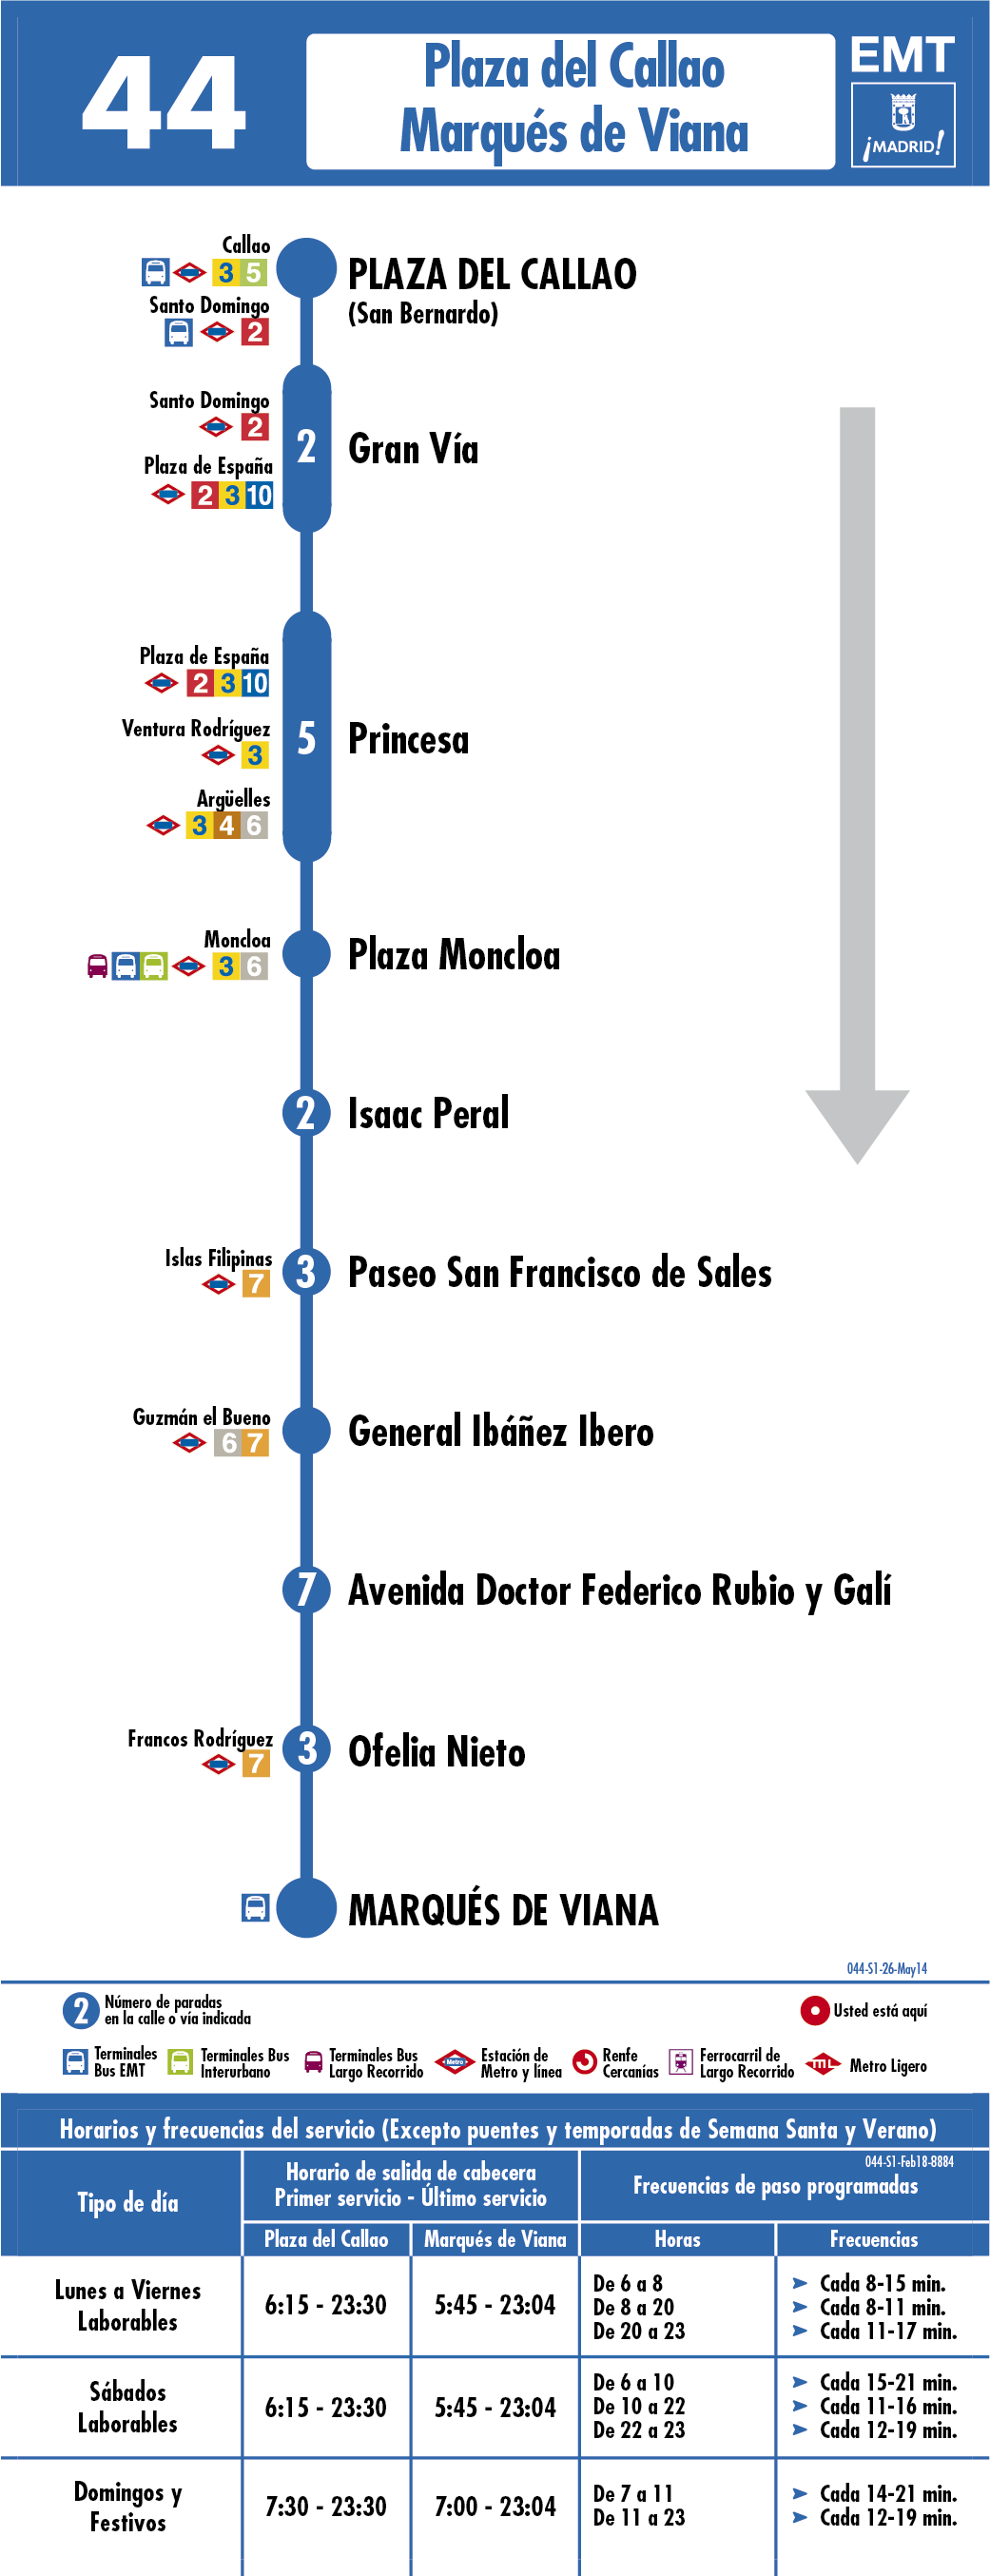 44
Plaza del Callao
Marqués de Viana
EMT
¡MADRID!
Callao
3 5
Santo Domingo
2
PLAZA DEL CALLAO
(San Bernardo)
Santo Domingo
2
Plaza de España
2 3 10
2
Gran Vía
Plaza de España
2 3 10
Ventura Rodríguez
3
Argüelles
3 4 6
5
Princesa
Moncloa
3 6
Plaza Moncloa
2
Isaac Peral
Islas Filipinas
7
3
Paseo San Francisco de Sales
Guzmán el Bueno
6 7
General Ibáñez Ibero
7
Avenida Doctor Federico Rubio y Galí
Francos Rodríguez
7
3
Ofelia Nieto
MARQUÉS DE VIANA
044-S1-26-May14
2
Número de paradas
en la calle o vía indicada
Usted está aquí
Terminales
Bus EMT
Terminales Bus
Interurbano
Terminales Bus
Largo Recorrido
Metro
Estación de
Metro y línea
Renfe
Cercanías
Ferrocarril de
Largo Recorrido
ML
Metro Ligero
Horarios y frecuencias del servicio (Excepto puentes y temporadas de Semana Santa y Verano)
044-S1-Feb18-8884
Tipo de día
Horario de salida de cabecera
Primer servicio - Último servicio
Frecuencias de paso programadas
Plaza del Callao
Marqués de Viana
Horas
Frecuencias
Lunes a Viernes
Laborables
6:15 - 23:30
5:45 - 23:04
De 6 a 8
Cada 8-15 min.
De 8 a 20
Cada 8-11 min.
De 20 a 23
Cada 11-17 min.
Sábados
Laborables
6:15 - 23:30
5:45 - 23:04
De 6 a 10
Cada 15-21 min.
De 10 a 22
Cada 11-16 min.
De 22 a 23
Cada 12-19 min.
Domingos y
Festivos
7:30 - 23:30
7:00 - 23:04
De 7 a 11
Cada 14-21 min.
De 11 a 23
Cada 12-19 min.